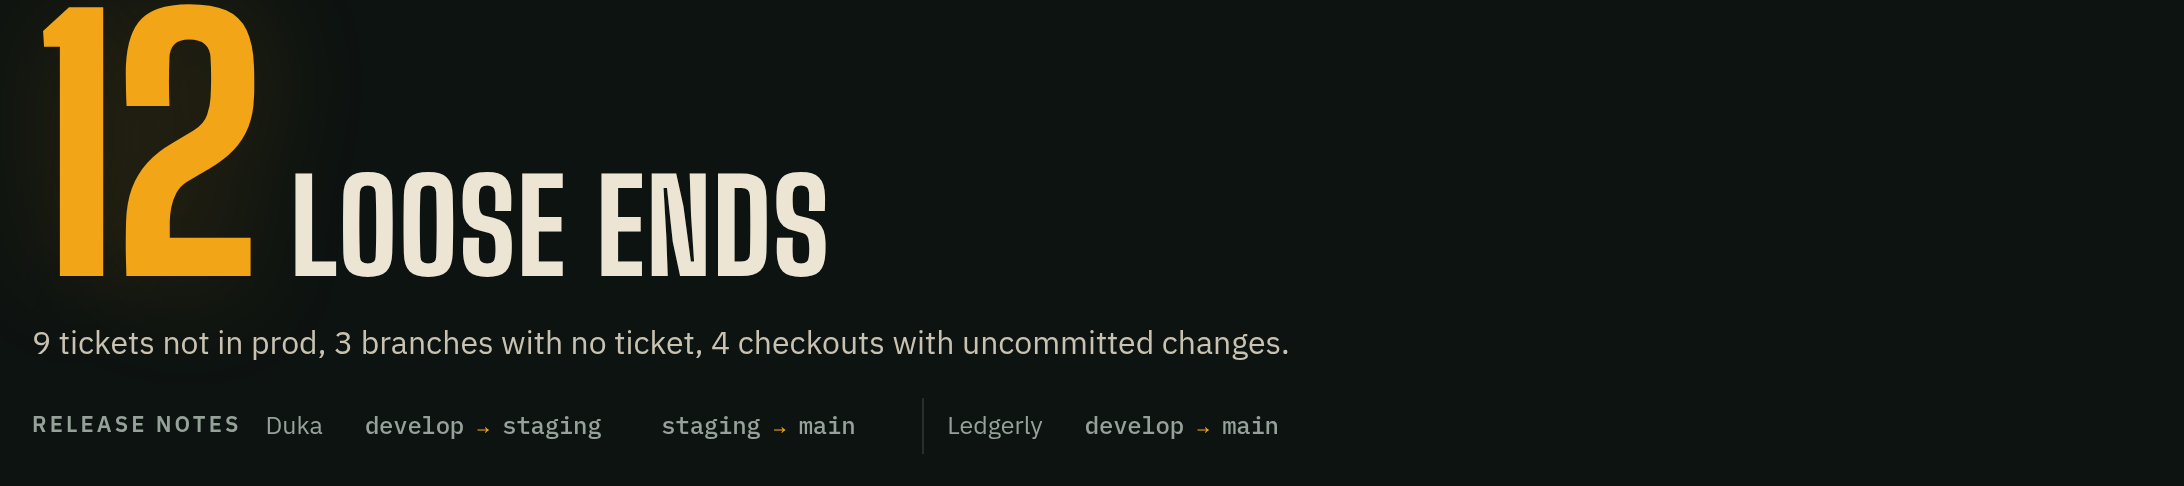 12 LOOSE ENDS
9 tickets not in prod, 3 branches with no ticket, 4 checkouts with uncommitted changes.
RELEASE NOTES Duka develop → staging staging → main Ledgerly develop → main